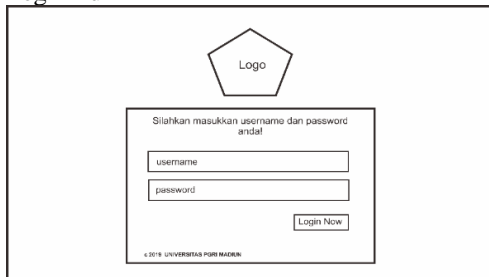 Logo
Silahkan masukkan username dan password
anda!
username
password
Login Now
c 2019 UNIVERSITAS PGRI MADIUN